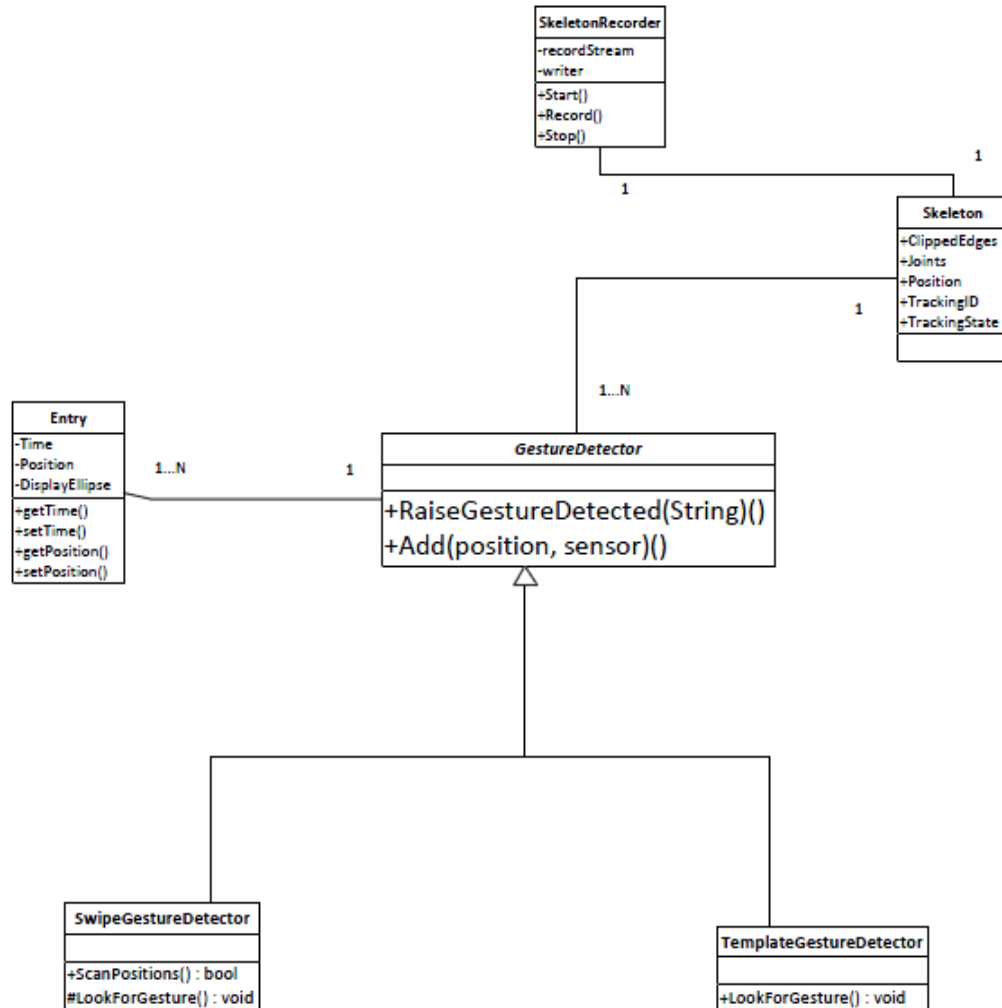 SkeletonRecorder
-recordStream
-writer
+Start()
+Record()
+Stop()
1
1
Skeleton
+ClippedEdges
+Joints
+Position
+TrackingID
+TrackingState
1
1...N
Entry
-Time
-Position
-DisplayEllipse
+getTime()
+setTime()
+getPosition()
+setPosition()
1...N
1
GestureDetector
+RaiseGestureDetected(String)()
+Add(position, sensor)()
SwipeGestureDetector
+ScanPositions() : bool
#LookForGesture() : void
TemplateGestureDetector
+LookForGesture() : void